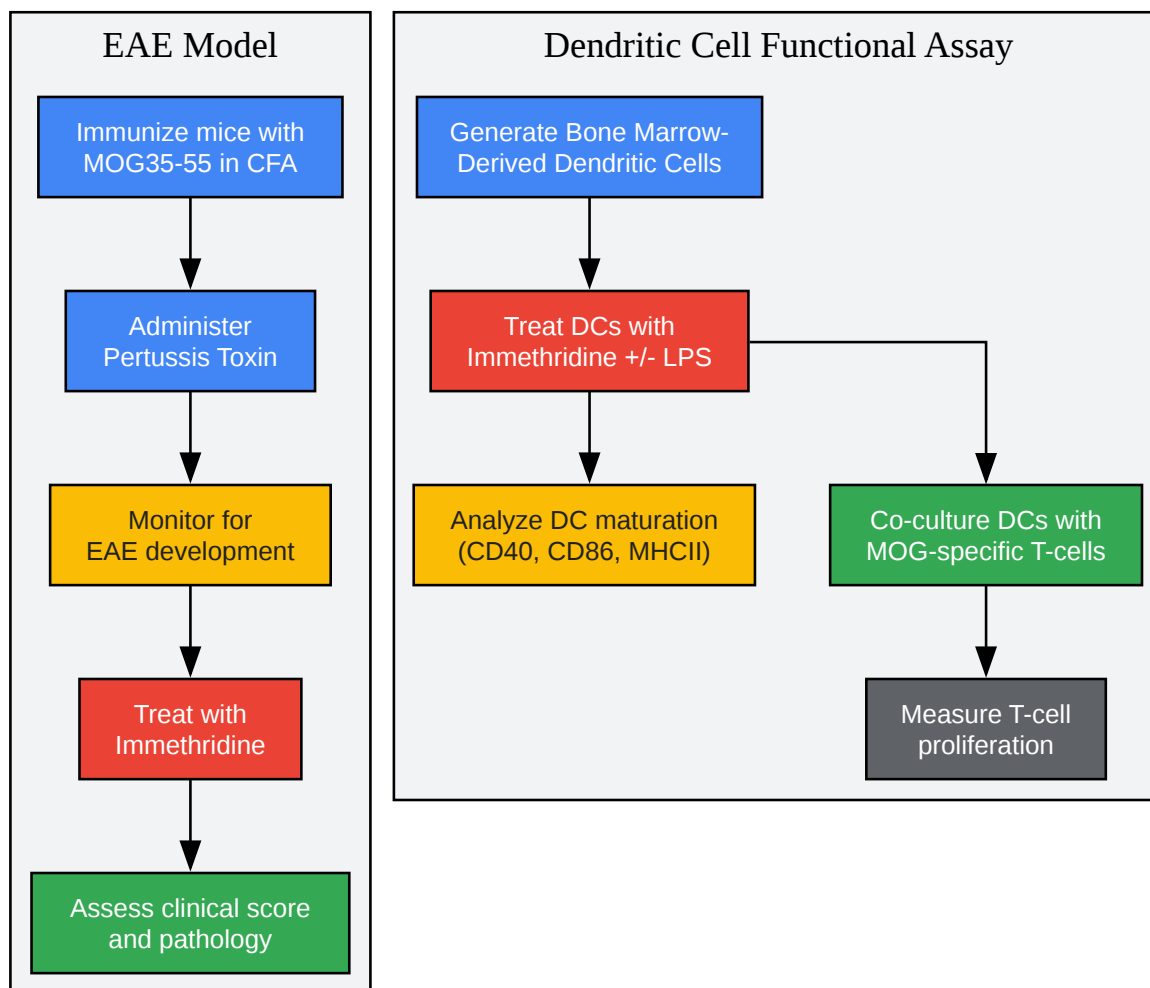 EAE Model
Immunize mice with
MOG35-55 in CFA
Administer
Pertussis Toxin
Monitor for
EAE development
Treat with
Immethridine
Assess clinical score
and pathology
Dendritic Cell Functional Assay
Generate Bone Marrow-
Derived Dendritic Cells
Treat DCs with
Immethridine +/- LPS
Analyze DC maturation
(CD40, CD86, MHCII)
Co-culture DCs with
MOG-specific T-cells
Measure T-cell
proliferation